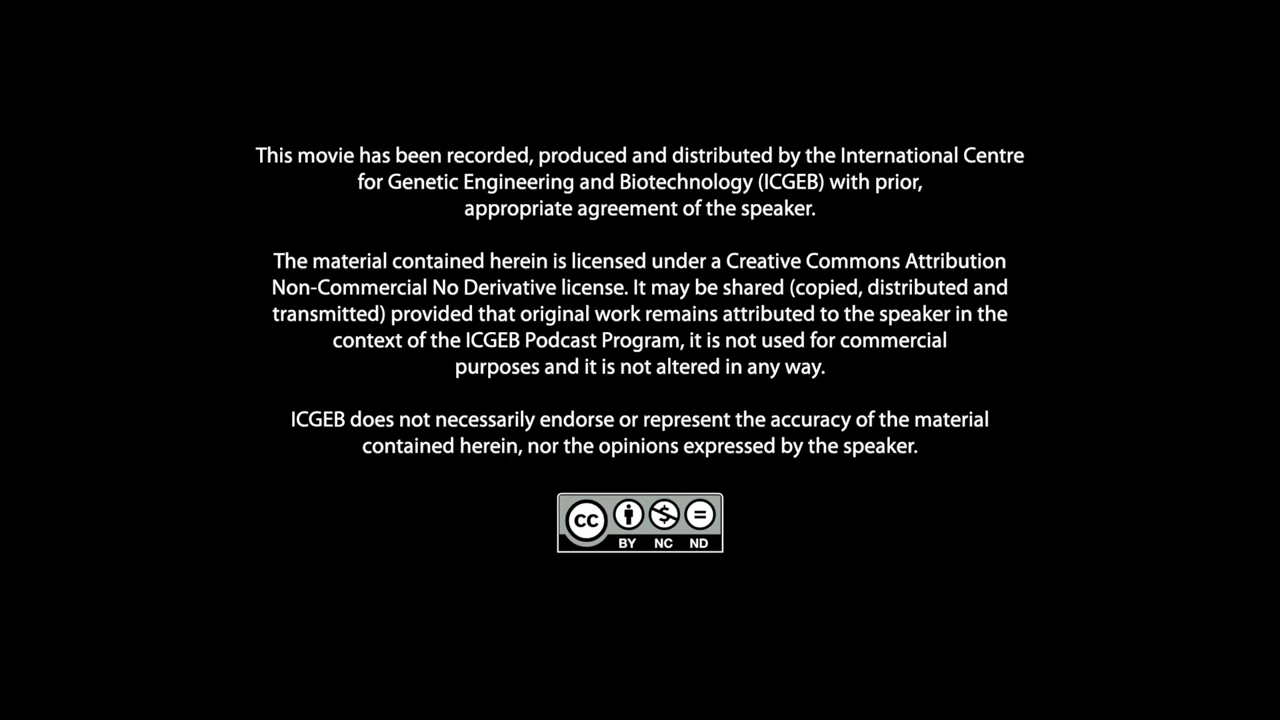 This movie has been recorded, produced and distributed by the International Centre
for Genetic Engineering and Biotechnology (ICGEB) with prior,
appropriate agreement of the speaker.
The material contained herein is licensed under a Creative Commons Attribution
Non-Commercial No Derivative license. It may be shared (copied, distributed and
transmitted) provided that original work remains attributed to the speaker in the
context of the ICGEB Podcast Program, it is not used for commercial
purposes and it is not altered in any way.
ICGEB does not necessarily endorse or represent the accuracy of the material
contained herein, nor the opinions expressed by the speaker.
CC
BY NC ND